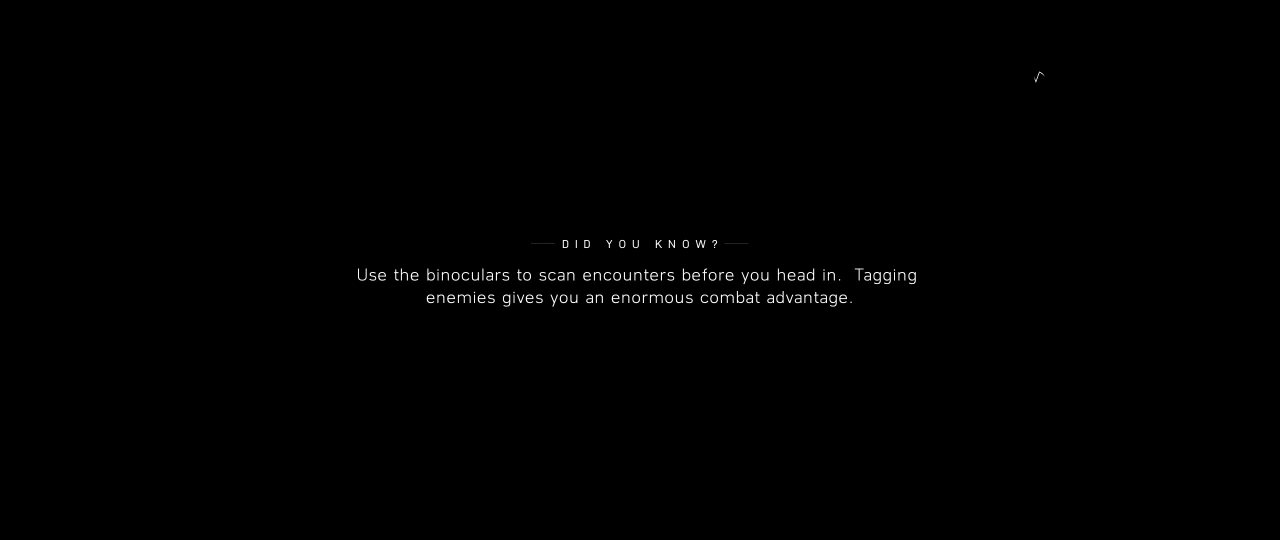 DID YOU KNOW?
Use the binoculars to scan encounters before you head in.  Tagging
enemies gives you an enormous combat advantage.